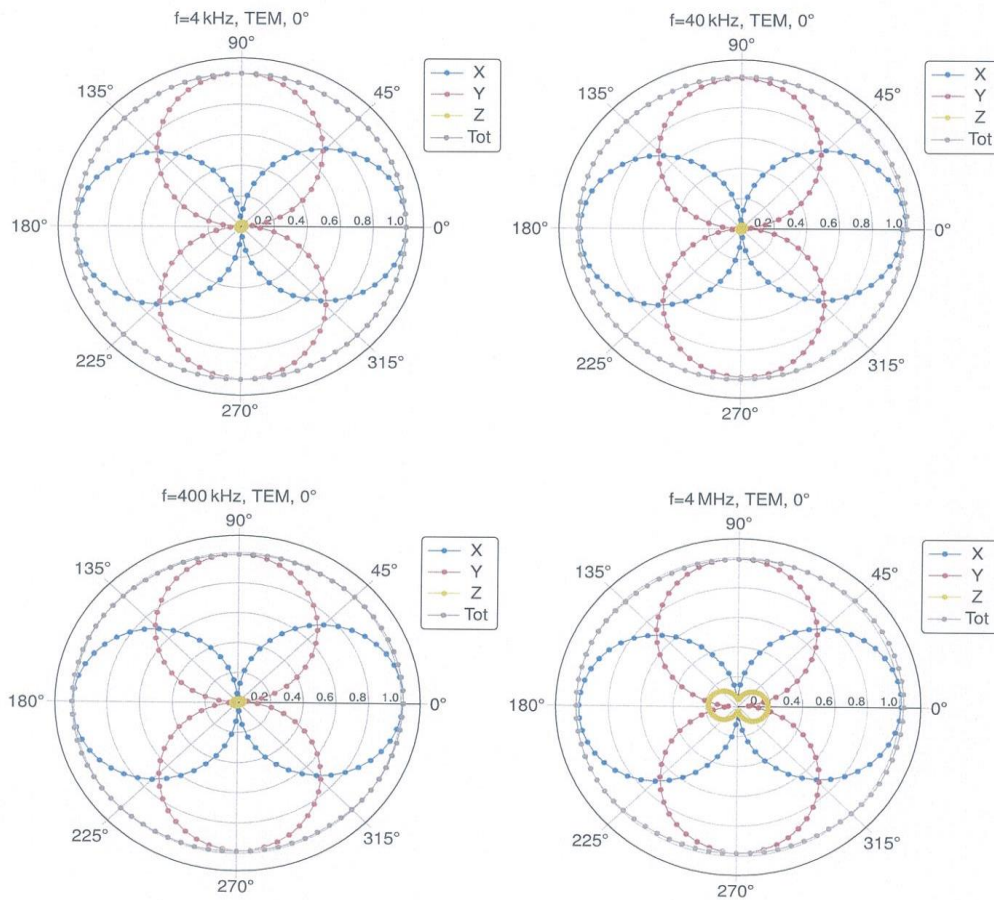 f=4 kHz, TEM, 0°
90°
135°
45°
X
Y
Z
Tot
180°
0.2 0.4 0.6 0.8 1.0
0°
225°
315°
270°
f=40 kHz, TEM, 0°
90°
135°
45°
X
Y
Z
Tot
180°
0.2 0.4 0.6 0.8 1.0
0°
225°
315°
270°
f=400 kHz, TEM, 0°
90°
135°
45°
X
Y
Z
Tot
180°
0.2 0.4 0.6 0.8 1.0
0°
225°
315°
270°
f=4 MHz, TEM, 0°
90°
135°
45°
X
Y
Z
Tot
180°
0.4 0.6 0.8 1.0
0°
225°
315°
270°